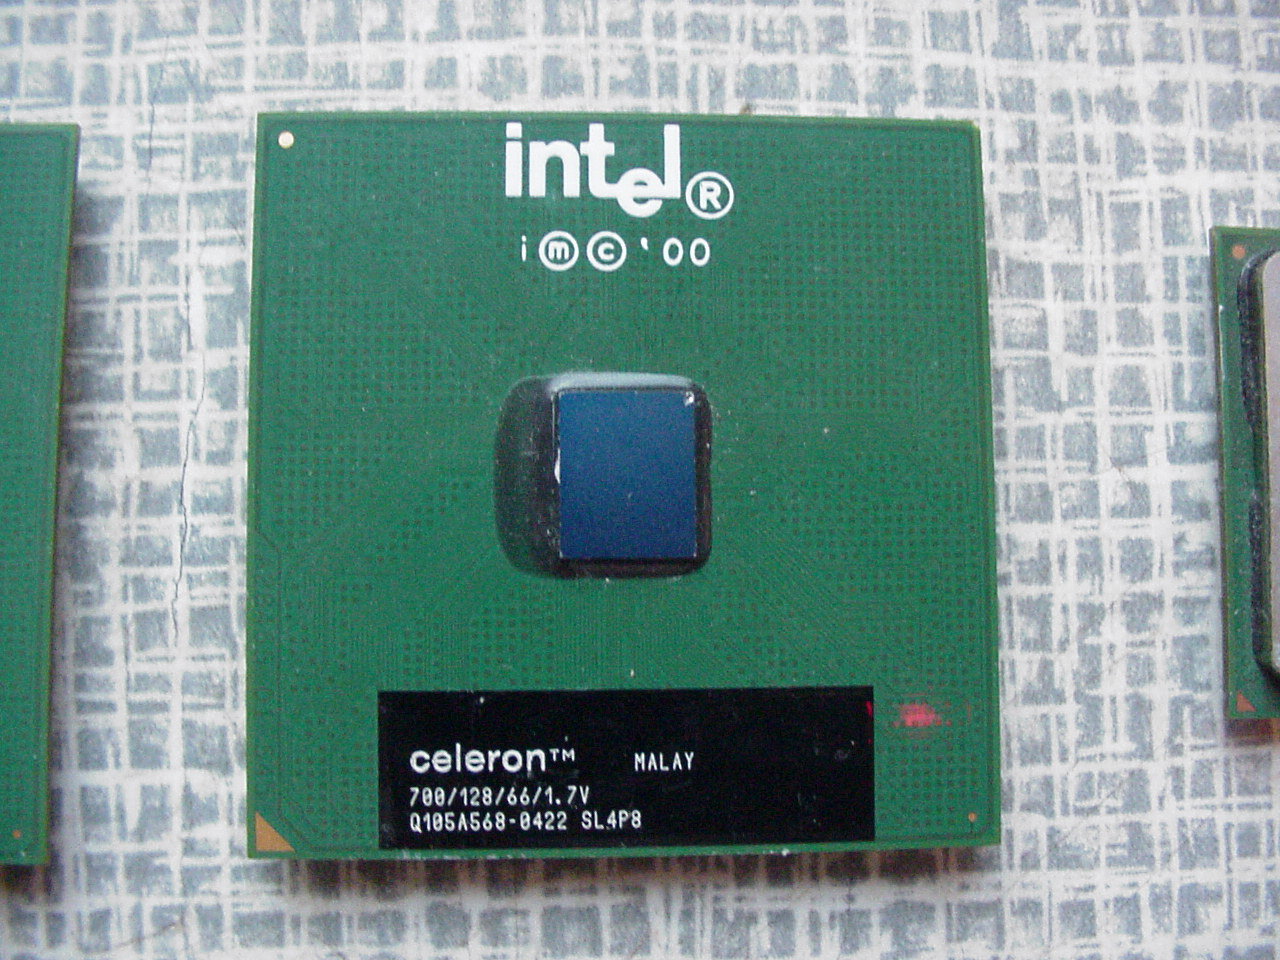 intel®
i ⓜ © '00
celeron™ MALAY
700/128/66/1.7V
Q105A568-0422 SL4P8